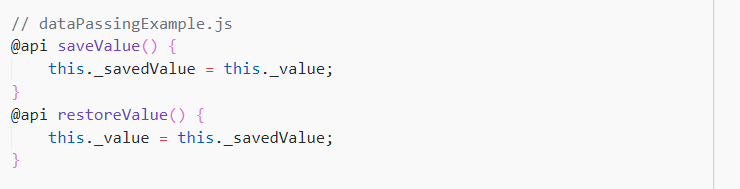 // dataPassingExample.js
@api saveValue() {
    this._savedValue = this._value;
}
@api restoreValue() {
    this._value = this._savedValue;
}